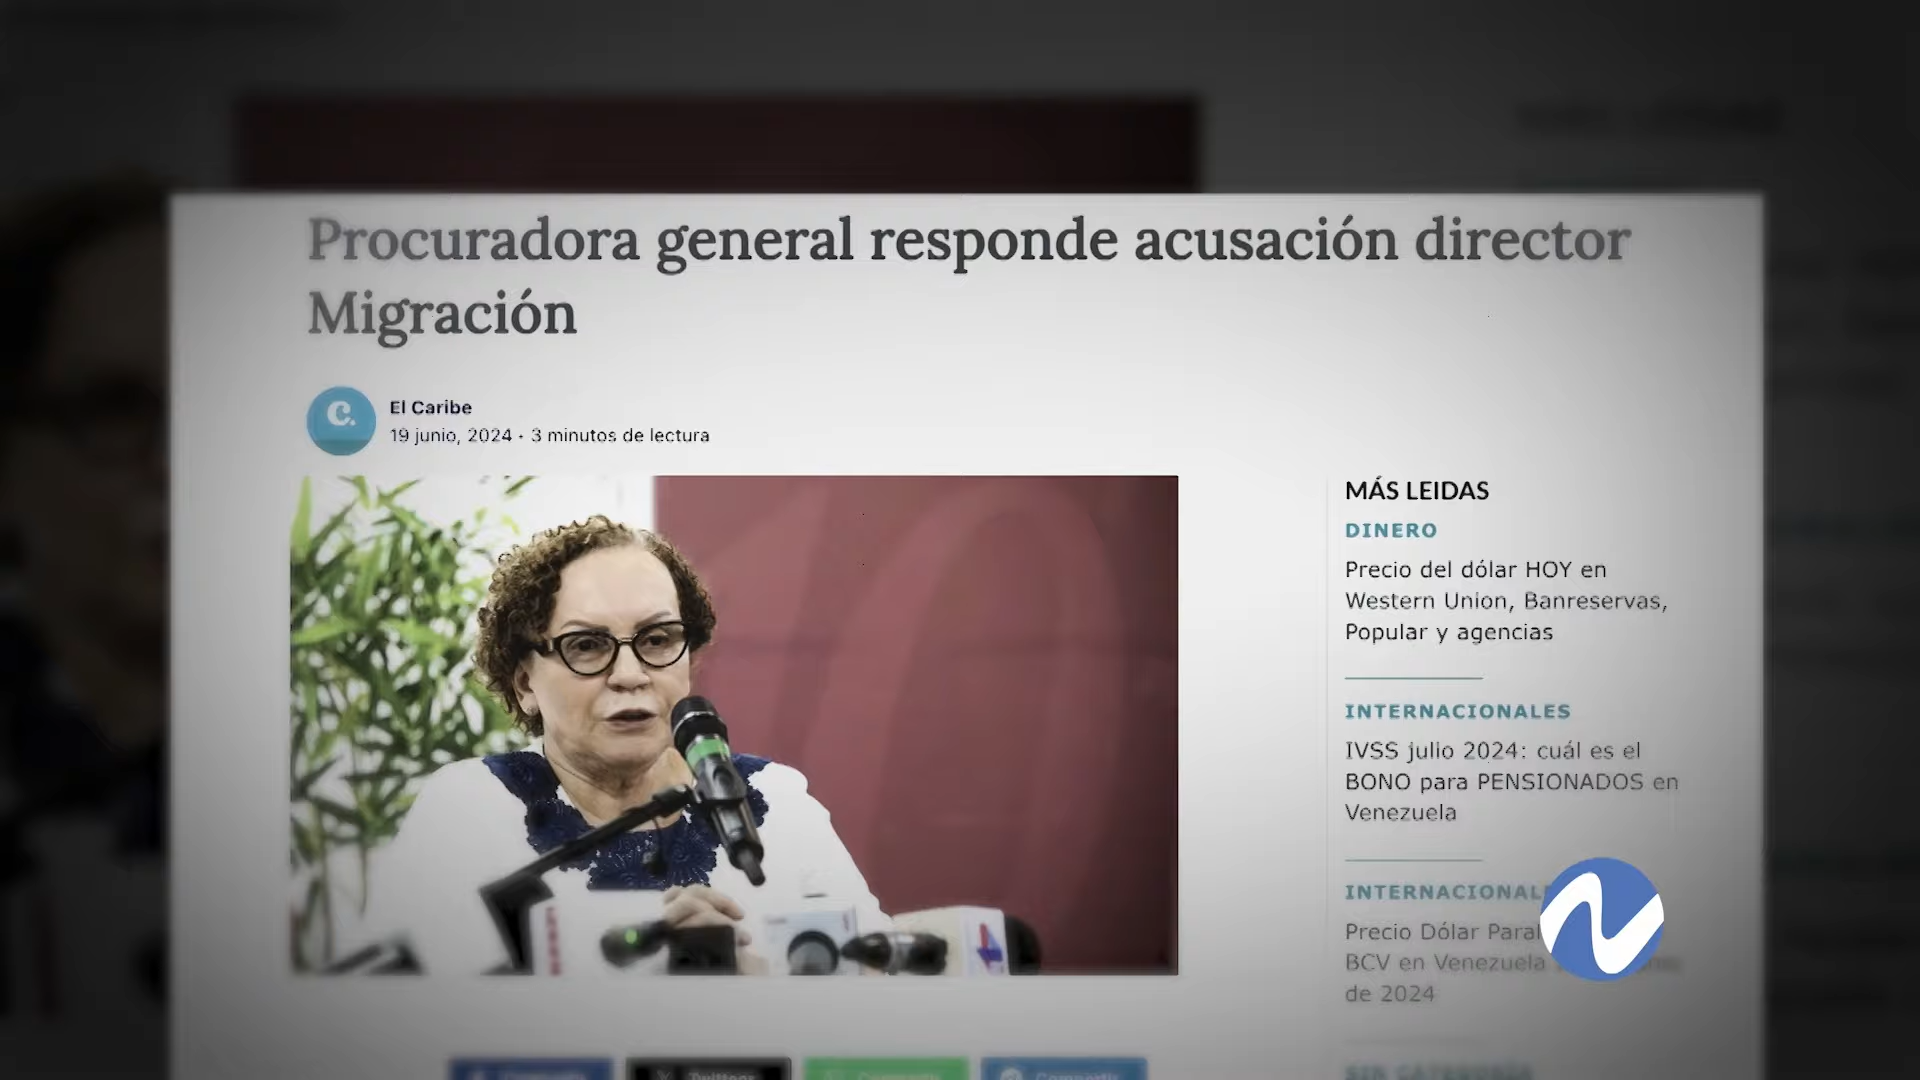 Procuradora general responde acusación director
Migración
El Caribe
19 junio, 2024 • 3 minutos de lectura
MÁS LEIDAS
DINERO
Precio del dólar HOY en
Western Union, Banreservas,
Popular y agencias
INTERNACIONALES
IVSS julio 2024: cuál es el
BONO para PENSIONADOS en
Venezuela
Precio Dólar
BCV en Venezuela
de 2024